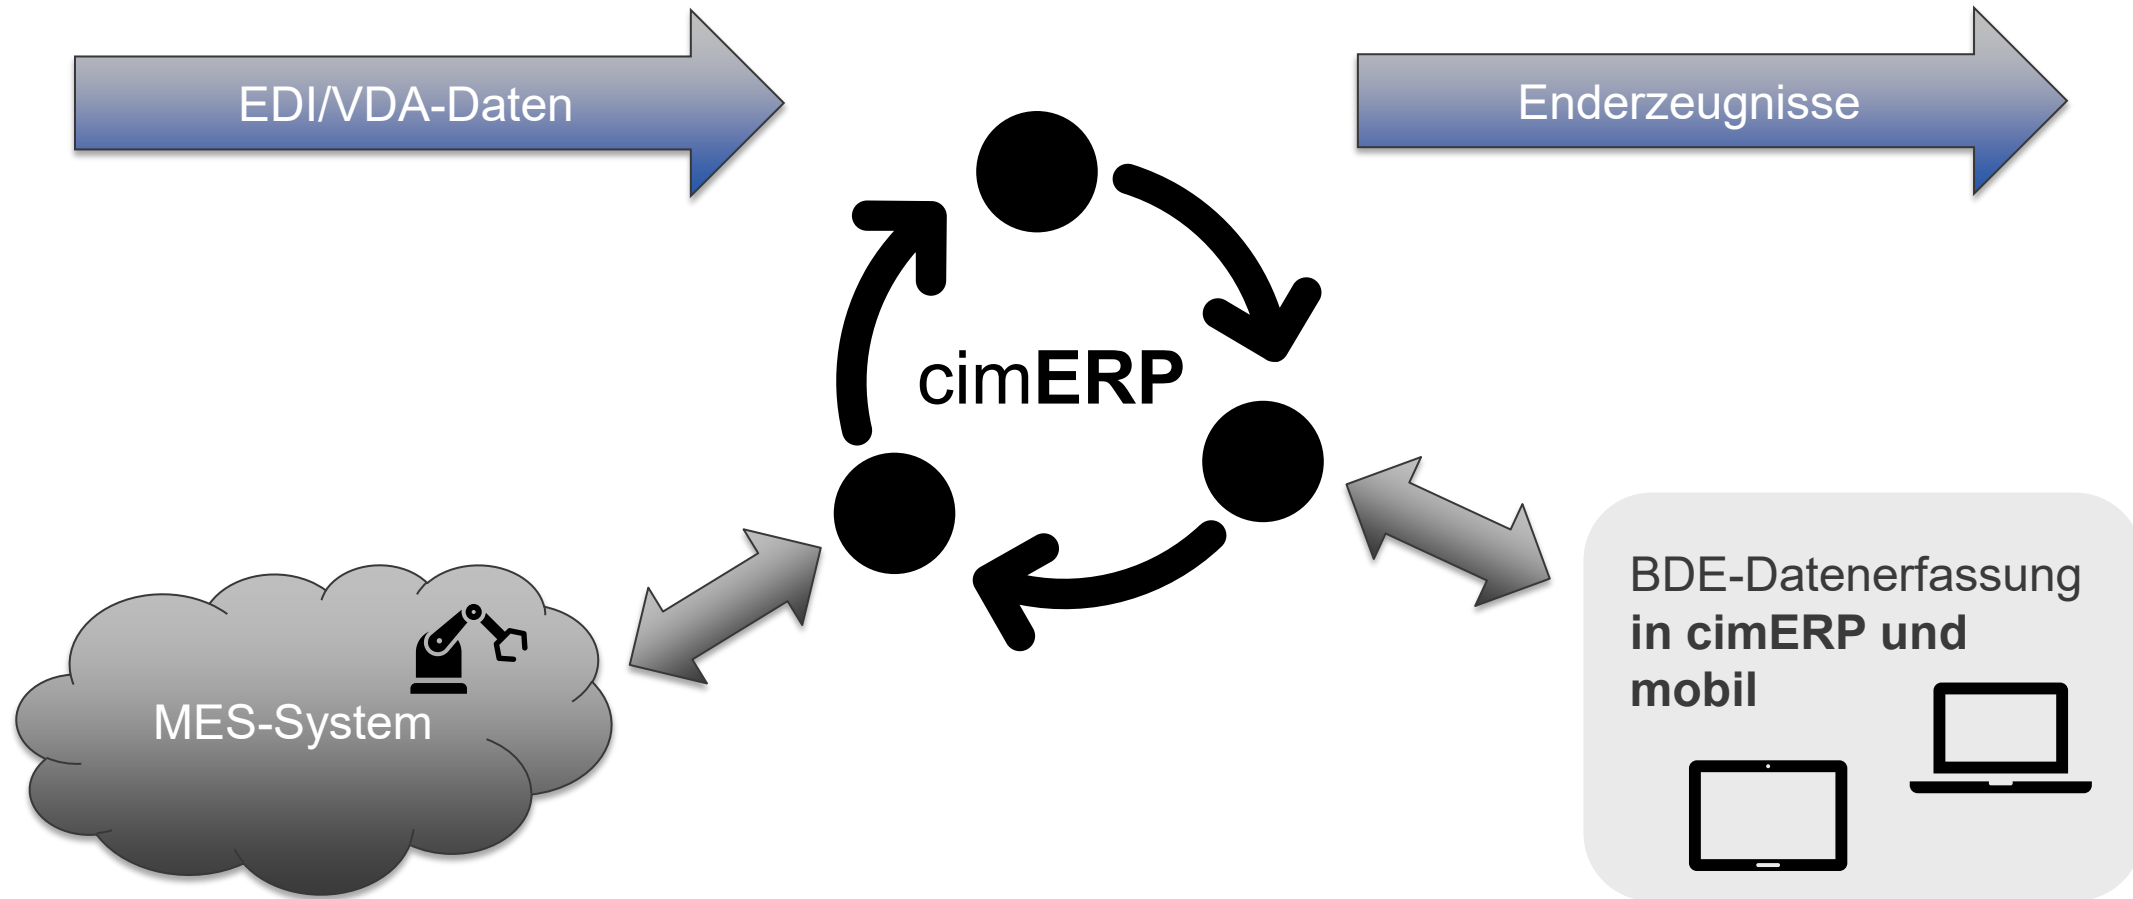 EDI/VDA-Daten
Enderzeugnisse
cimERP
MES-System
BDE-Datenerfassung
in cimERP und
mobil